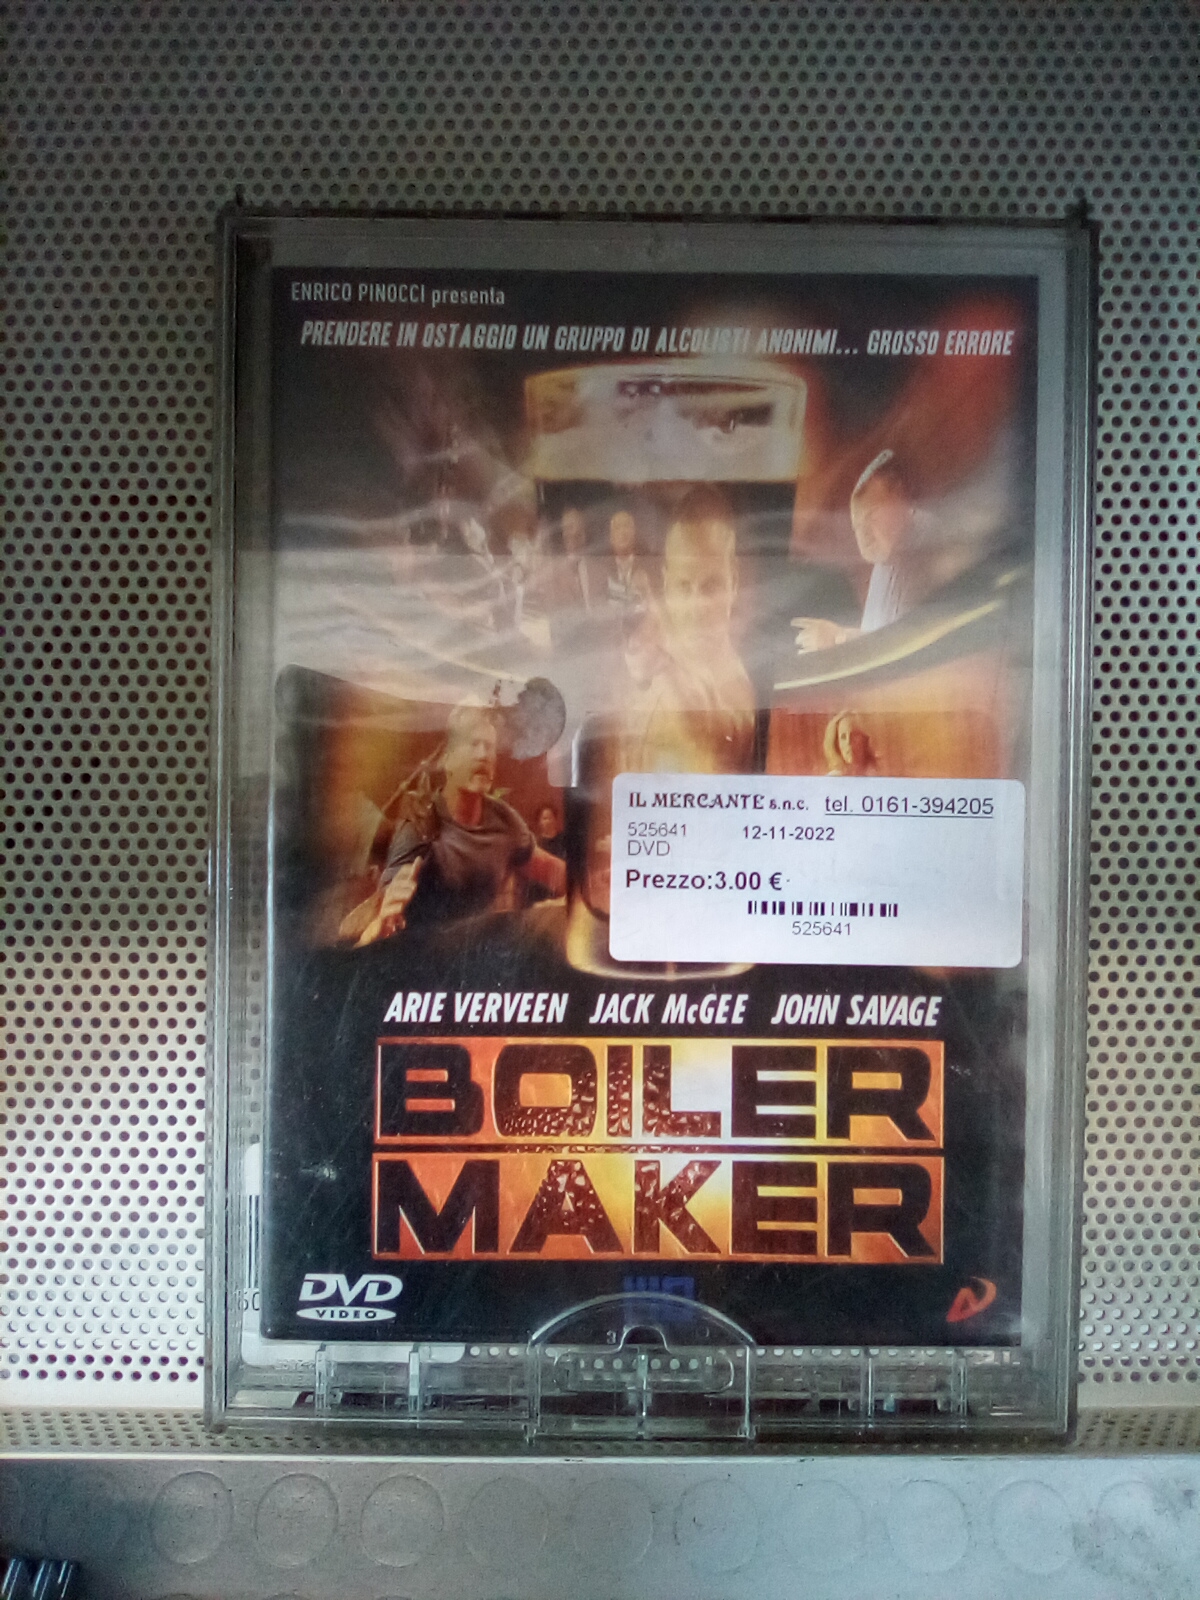 ENRICO PINOCCI presenta
PRENDERE IN OSTAGGIO UN GRUPPO DI ALCOLISTI ANONIMI... GROSSO ERRORE
IL MERCANTE s.n.c. tel. 0161-394205
525641 12-11-2022
DVD
Prezzo:3.00 €
525641
ARIE VERVEEN JACK McGEE JOHN SAVAGE
BOILER
MAKER
DVD
VIDEO